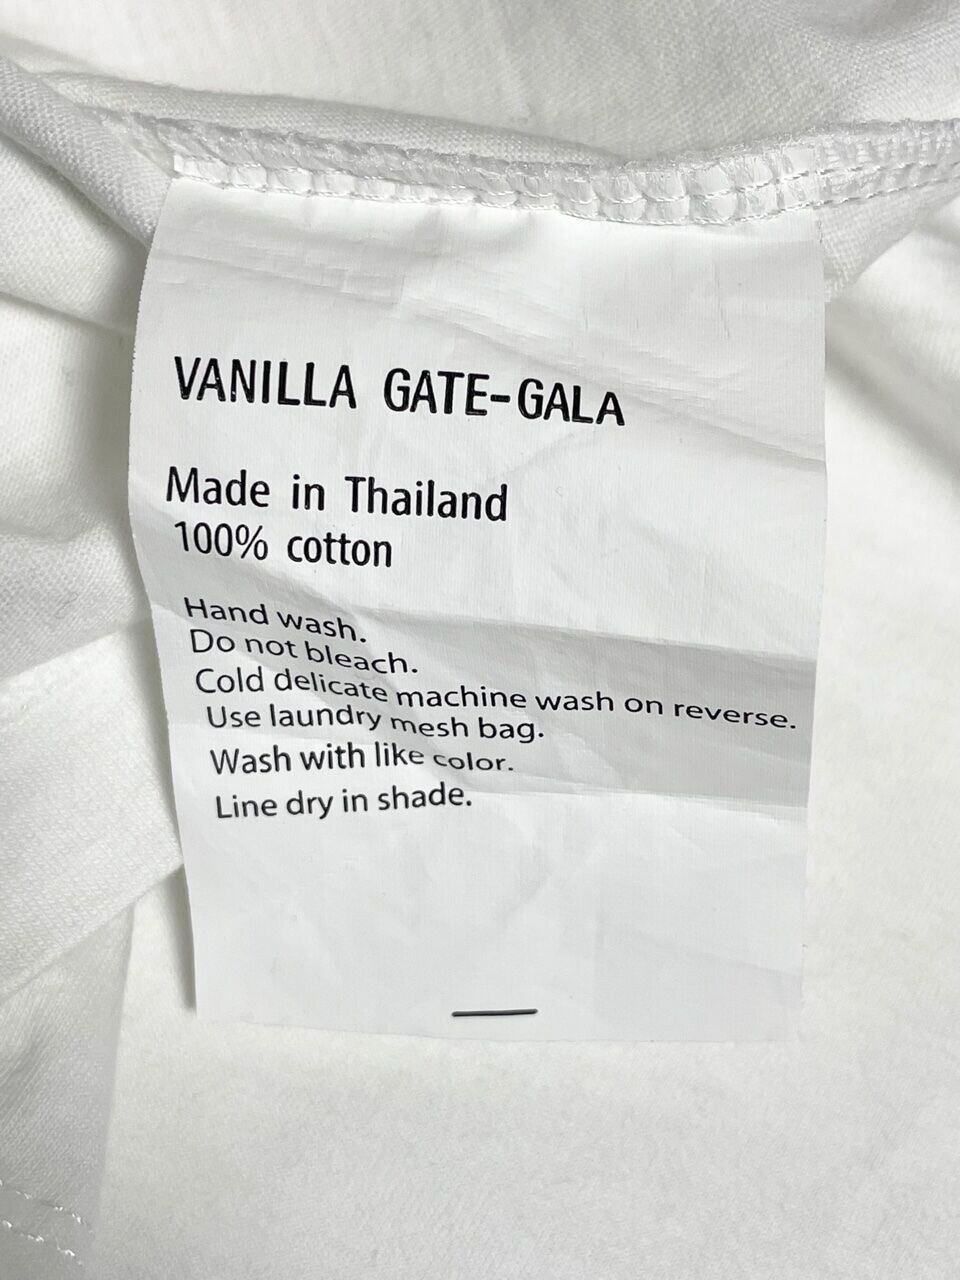 VANILLA GATE-GALA
Made in Thailand
100% cotton
Hand wash.
Do not bleach.
Cold delicate machine wash on reverse.
Use laundry mesh bag.
Wash with like color.
Line dry in shade.